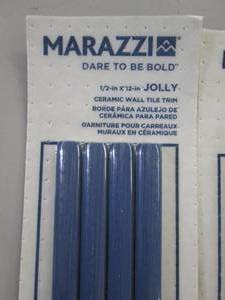 MARAZZI
DARE TO BE BOLD™
1/2-in X 12-in JOLLY
CERAMIC WALL TILE TRIM
BORDE PARA AZULEJO DE
CERÁMICA PARA PARED
GARNITURE POUR CARREAUX
MURAUX EN CÉRAMIQUE